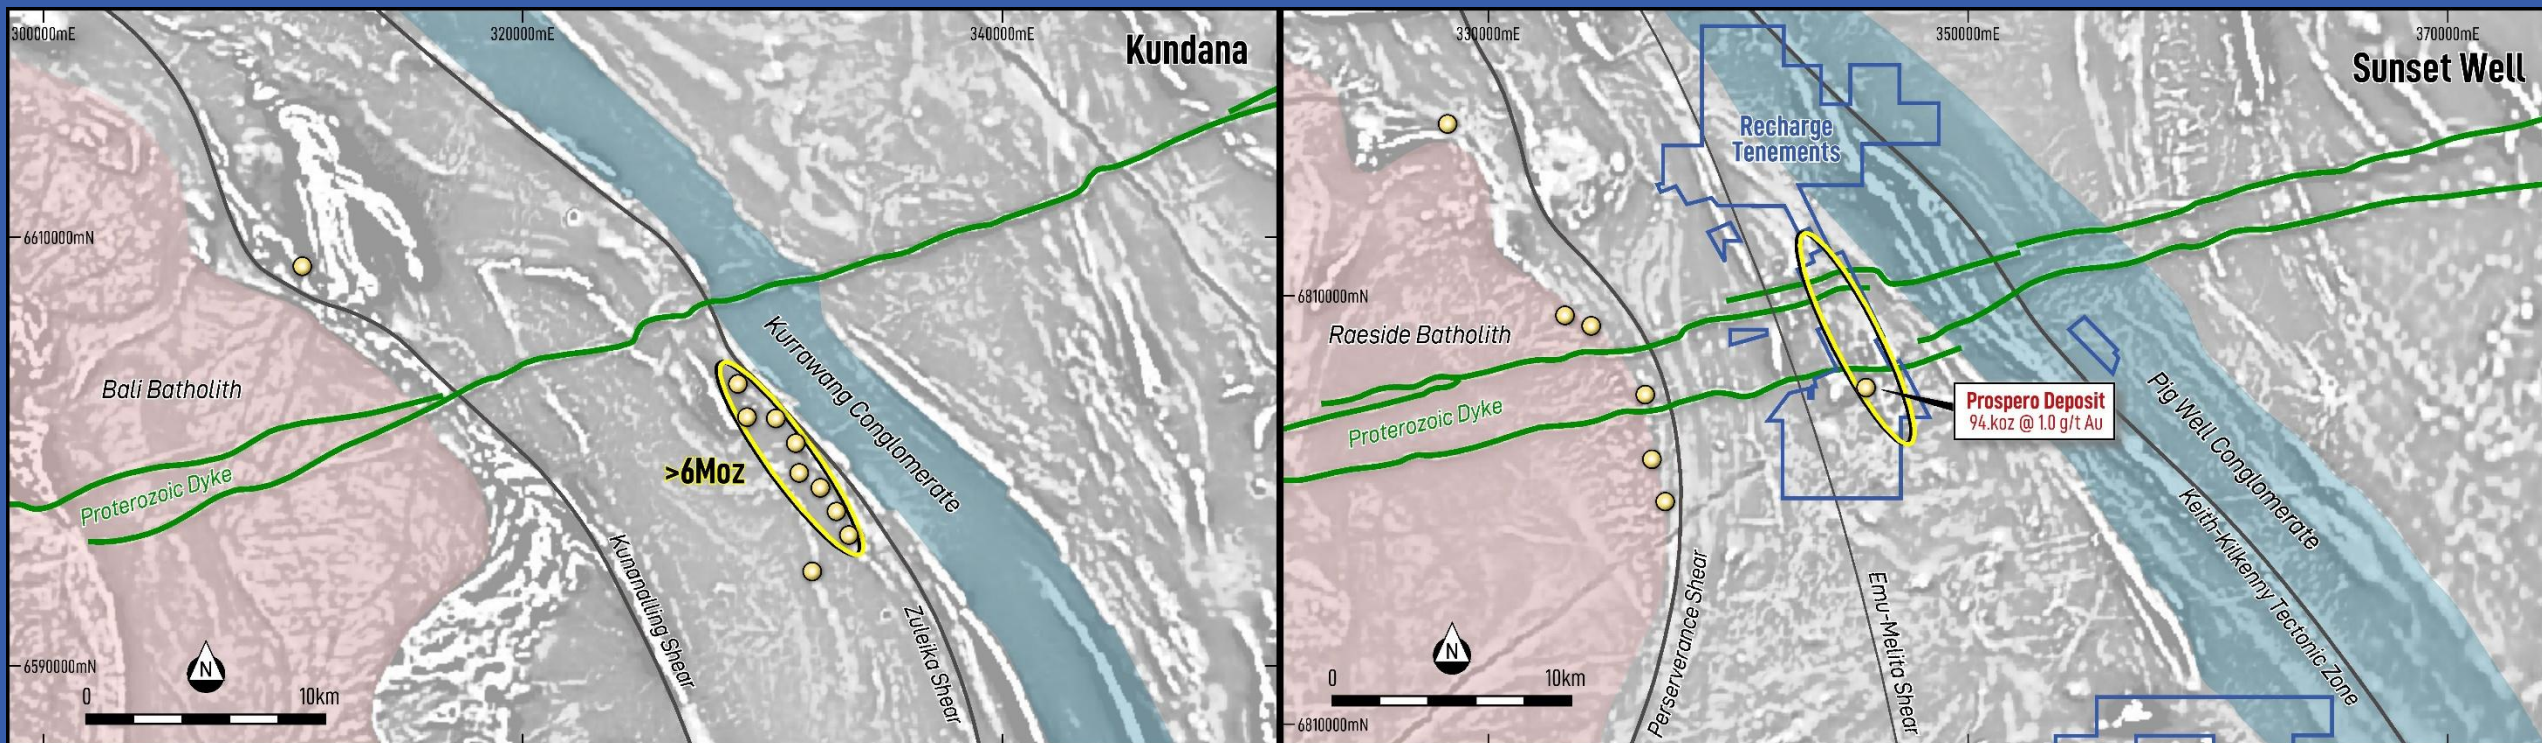 300000mE
320000mE
340000mE
Kundana
6610000mN
Bali Batholith
Proterozoic Dyke
Kurrawang Conglomerate
>6Moz
Kunanalling Shear
Zuleika Shear
6590000mN
N
0
10km
330000mE
350000mE
370000mE
Sunset Well
Recharge
Tenements
6810000mN
Raeside Batholith
Proterozoic Dyke
Prospero Deposit
94.koz @ 1.0 g/t Au
Pig Well Conglomerate
Keith-Kilkenny Tectonic Zone
Perserverance Shear
Emu-Melita Shear
N
0
10km
6810000mN